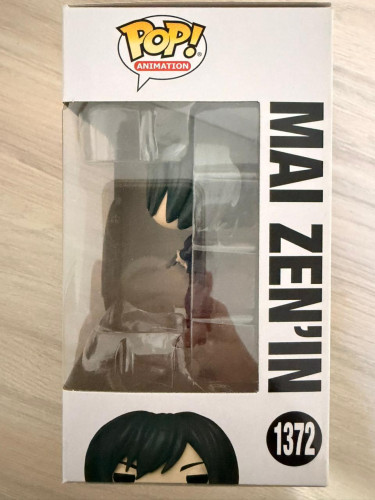 POP!
ANIMATION
MAI ZEN'IN
1372